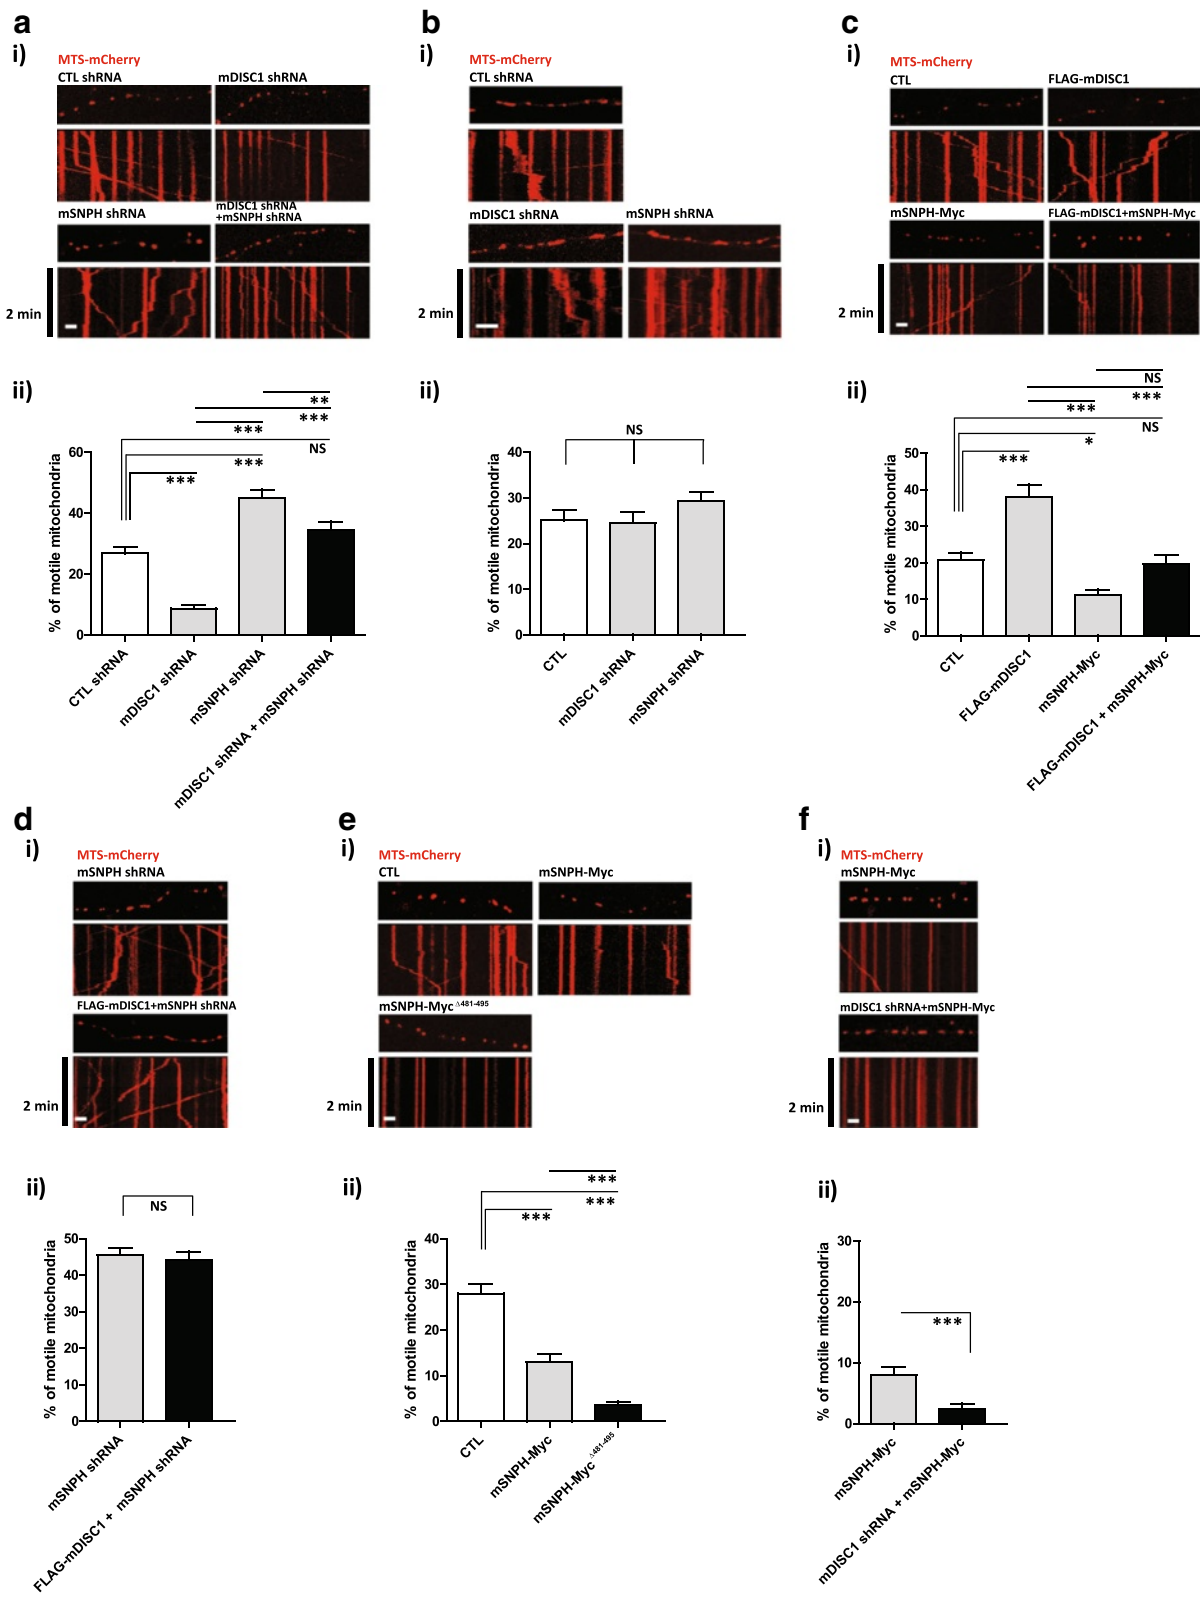 a
i)
MTS-mCherry
CTL shRNA
mDISC1 shRNA
mSNPH shRNA
mDISC1 shRNA
+mSNPH shRNA
2 min
ii)
**
***
***
NS
***
***
% of motile mitochondria
60
40
20
0
CTL shRNA
mDISC1 shRNA
mSNPH shRNA
mDISC1 shRNA + mSNPH shRNA
b
i)
MTS-mCherry
CTL shRNA
mDISC1 shRNA
mSNPH shRNA
2 min
ii)
NS
% of motile mitochondria
40
30
20
10
0
CTL
mDISC1 shRNA
mSNPH shRNA
c
i)
MTS-mCherry
CTL
FLAG-mDISC1
mSNPH-Myc
FLAG-mDISC1+mSNPH-Myc
2 min
ii)
NS
***
***
NS
*
***
% of motile mitochondria
50
40
30
20
10
0
CTL
FLAG-mDISC1
mSNPH-Myc
FLAG-mDISC1 + mSNPH-Myc
d
i)
MTS-mCherry
mSNPH shRNA
FLAG-mDISC1+mSNPH shRNA
2 min
ii)
NS
% of motile mitochondria
50
40
30
20
10
0
mSNPH shRNA
FLAG-mDISC1 + mSNPH shRNA
e
i)
MTS-mCherry
CTL
mSNPH-Myc
mSNPH-Myc Δ481-495
2 min
ii)
***
***
***
% of motile mitochondria
40
30
20
10
0
CTL
mSNPH-Myc
mSNPH-Myc Δ481-495
f
i)
MTS-mCherry
mSNPH-Myc
mDISC1 shRNA+mSNPH-Myc
2 min
ii)
***
% of motile mitochondria
30
20
10
0
mSNPH-Myc
mDISC1 shRNA + mSNPH-Myc